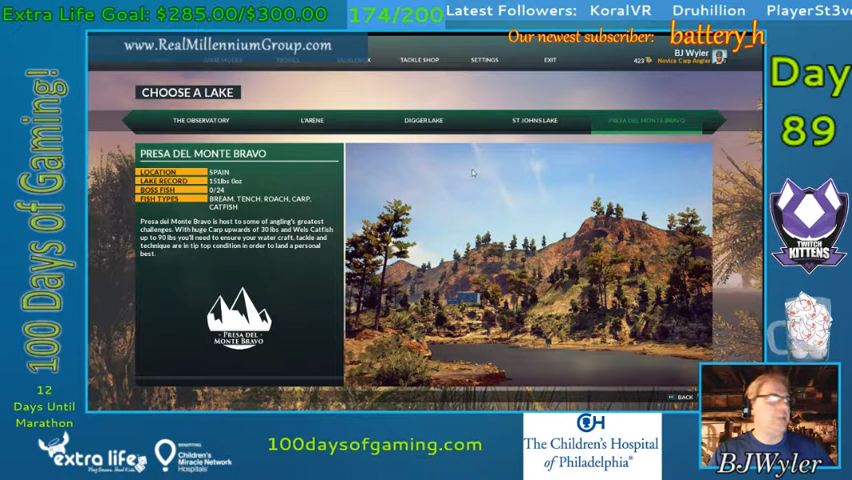 Extra Life Goal: $285.00/$300.00
174/200
Latest Followers: KoralVR Druhillion PlayerSt3v
Our newest subscriber: battery_h
www.RealMillenniumGroup.com
TACKLE SHOP SETTINGS EXIT
423
BJ Wyler
Novice Carp Angler
Day
89
CHOOSE A LAKE
THE OBSERVATORY L'ARÈNE DIGGER LAKE ST JOHNS LAKE PRESA DEL MONTE BRAVO
PRESA DEL MONTE BRAVO
LOCATION SPAIN
LAKE RECORD 151lbs 0oz
BOSS FISH 0/24
FISH TYPES BREAM, TENCH, ROACH, CARP,
CATFISH
Presa del Monte Bravo is host to some of angling's greatest
challenges. With huge Carp upwards of 30 lbs and Wels Catfish
up to 90 lbs you'll need to ensure your water craft, tackle and
technique are in tip top condition in order to land a personal
best.
PRESA DEL
MONTE BRAVO
BACK
100 Days of Gaming!
TWITCH
KITTENS
12
Days Until
Marathon
extra life
Play Games. Heal Kids.
BENEFITING
Children's
Miracle Network
Hospitals
100daysofgaming.com
CH
The Children's Hospital
of Philadelphia
BJWyler